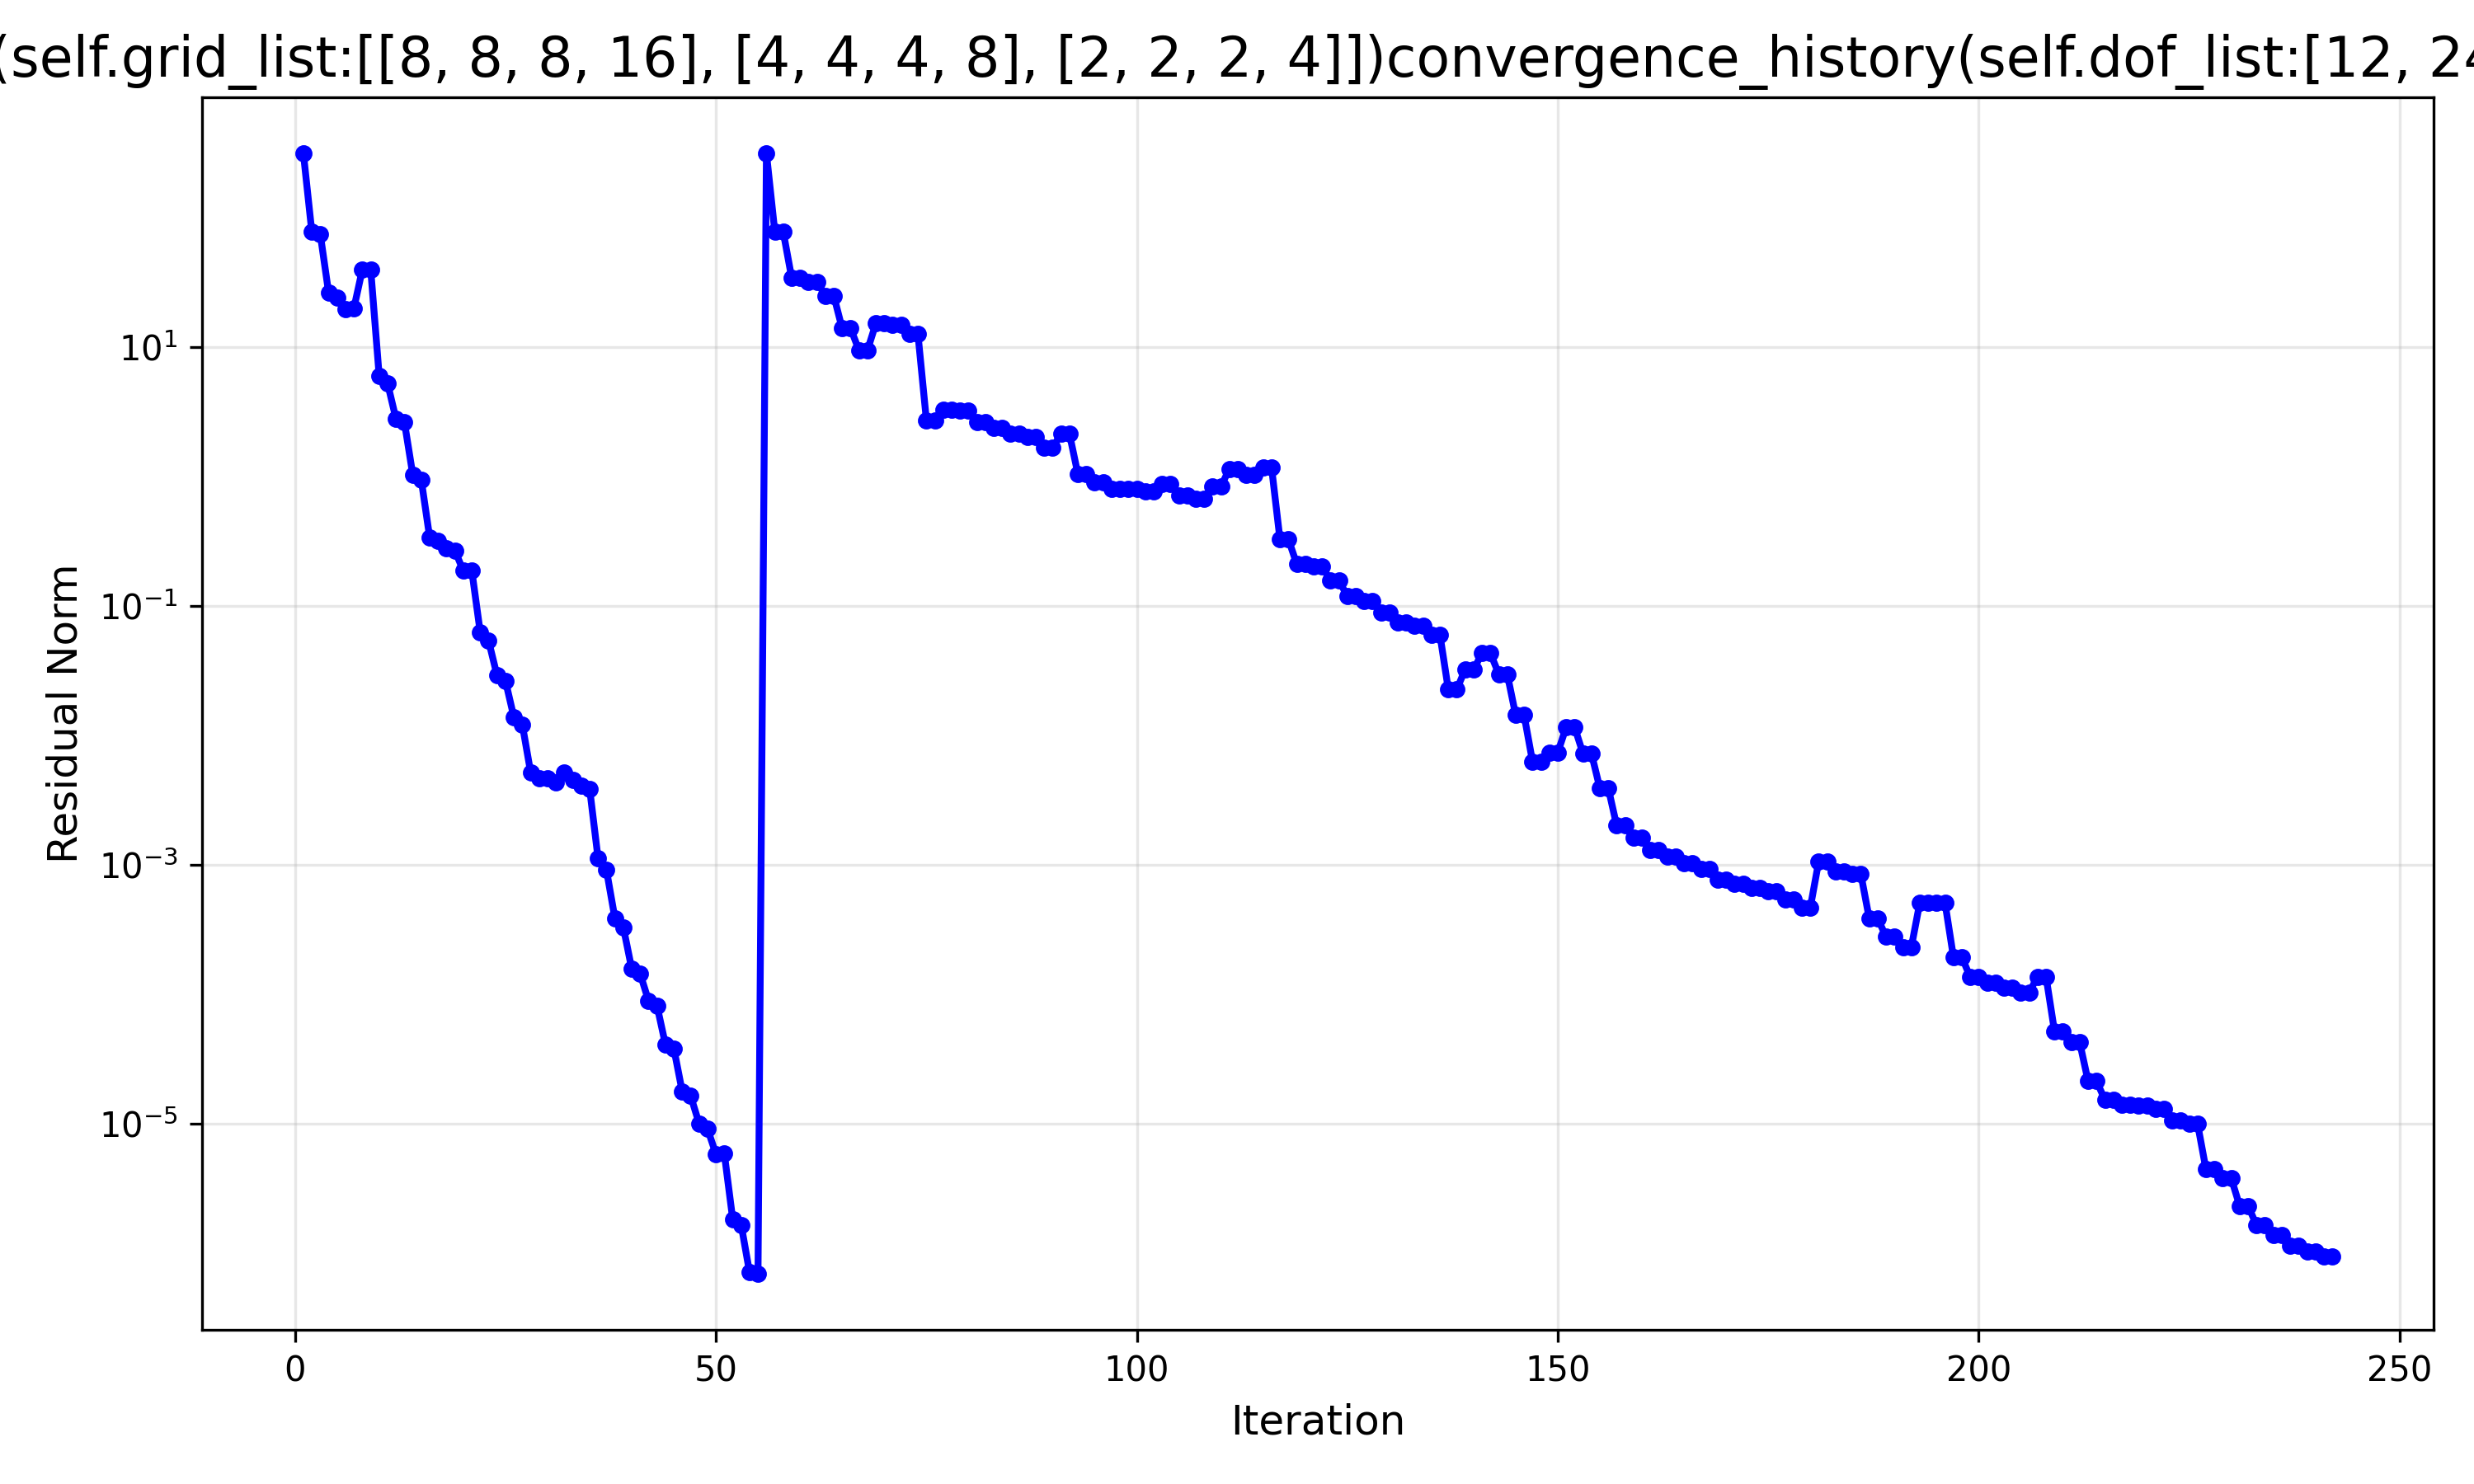 (self.grid_list:[[8, 8, 8, 16], [4, 4, 4, 8], [2, 2, 2, 4]])convergence_history(self.dof_list:[12, 24
10¹
10⁻¹
10⁻³
10⁻⁵
Residual Norm
0 50 100 150 200 250
Iteration